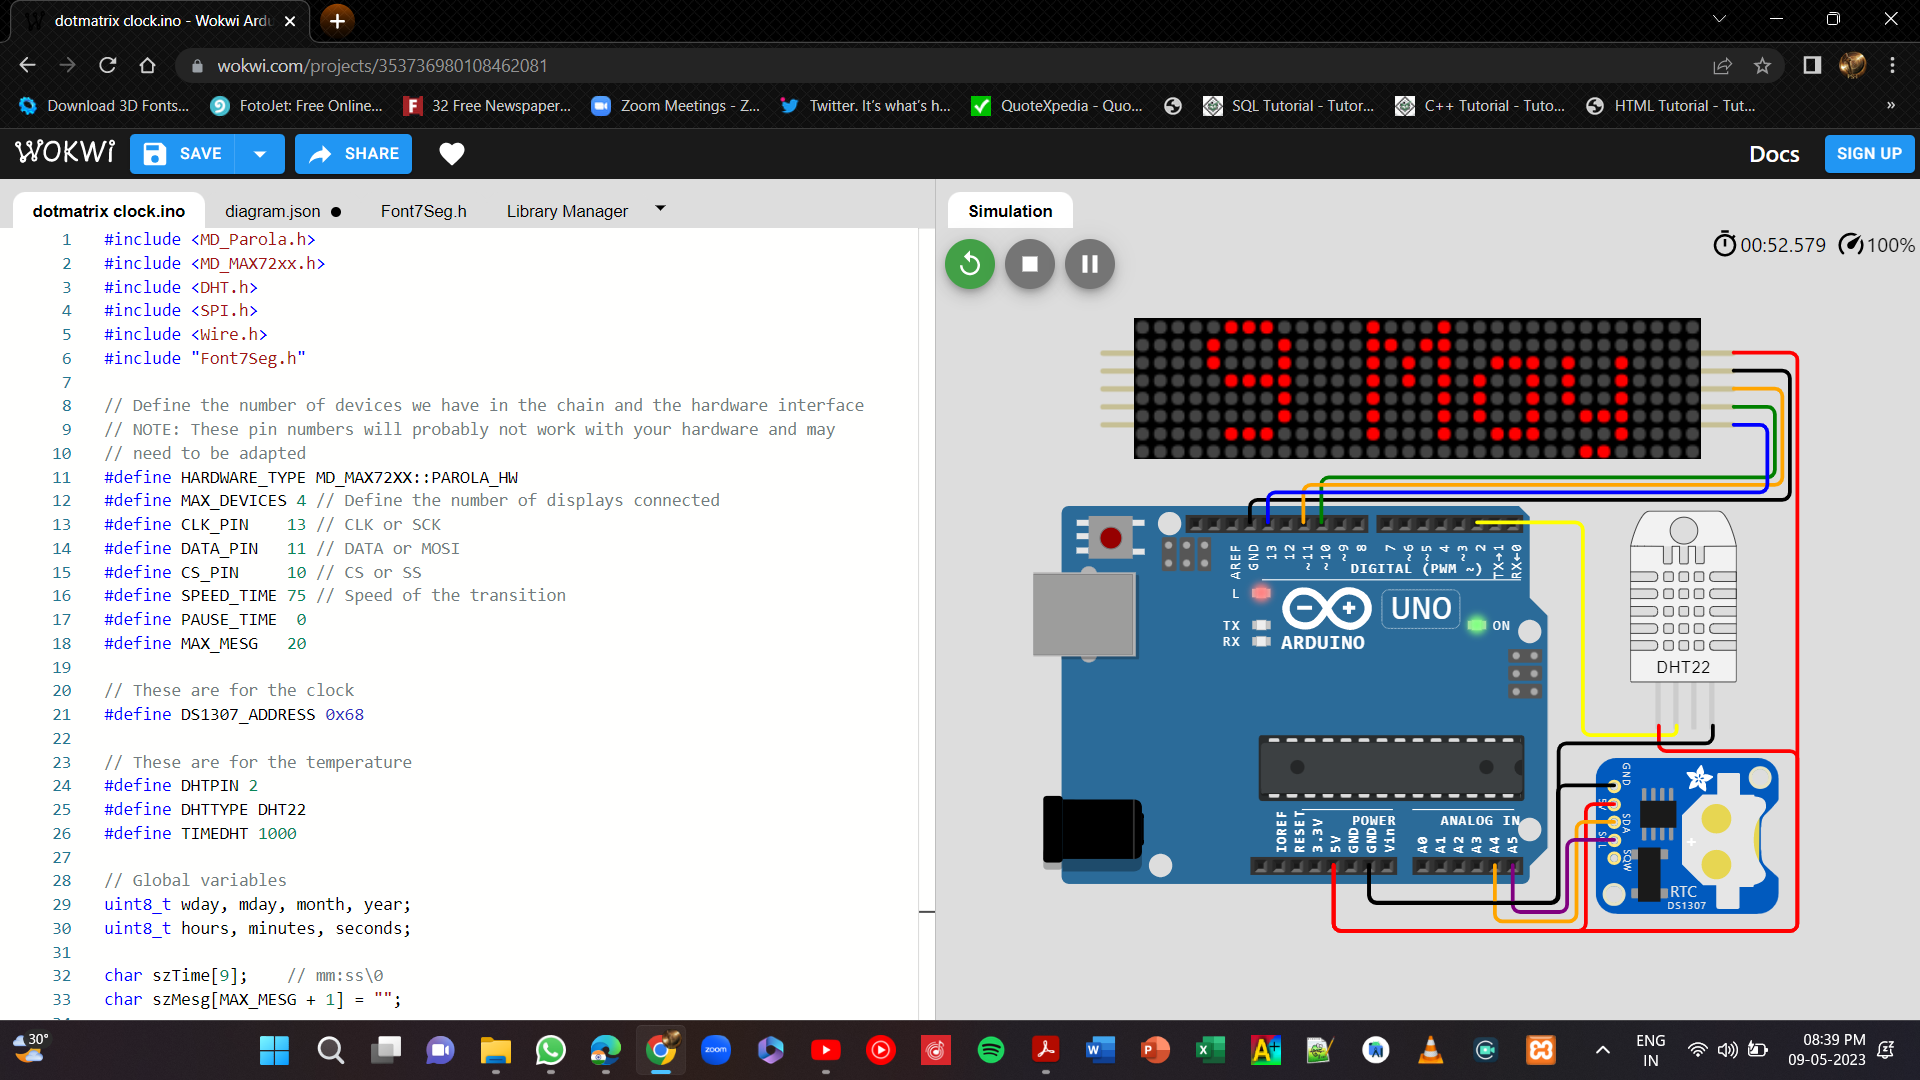 dotmatrix clock.ino - Wokwi Ardu
wokwi.com/projects/353736980108462081
Download 3D Fonts... FotoJet: Free Online... 32 Free Newspaper... Zoom Meetings - Z... Twitter. It's what's h... QuoteXpedia - Quo... SQL Tutorial - Tutor... C++ Tutorial - Tuto... HTML Tutorial - Tut... »
WOKWI SAVE SHARE Docs SIGN UP
dotmatrix clock.ino diagram.json Font7Seg.h Library Manager Simulation
00:52.579 100%
1 #include <MD_Parola.h>
2 #include <MD_MAX72xx.h>
3 #include <DHT.h>
4 #include <SPI.h>
5 #include <Wire.h>
6 #include "Font7Seg.h"
7
8 // Define the number of devices we have in the chain and the hardware interface
9 // NOTE: These pin numbers will probably not work with your hardware and may
10 // need to be adapted
11 #define HARDWARE_TYPE MD_MAX72XX::PAROLA_HW
12 #define MAX_DEVICES 4 // Define the number of displays connected
13 #define CLK_PIN    13 // CLK or SCK
14 #define DATA_PIN   11 // DATA or MOSI
15 #define CS_PIN     10 // CS or SS
16 #define SPEED_TIME 75 // Speed of the transition
17 #define PAUSE_TIME  0
18 #define MAX_MESG   20
19
20 // These are for the clock
21 #define DS1307_ADDRESS 0x68
22
23 // These are for the temperature
24 #define DHTPIN 2
25 #define DHTTYPE DHT22
26 #define TIMEDHT 1000
27
28 // Global variables
29 uint8_t wday, mday, month, year;
30 uint8_t hours, minutes, seconds;
31
32 char szTime[9];    // mm:ss\0
33 char szMesg[MAX_MESG + 1] = "";
9 May
AREF GND 13 12 ~11 ~10 ~9 8 7 ~6 ~5 4 ~3 2 TX→1 RX←0
DIGITAL (PWM ~)
L
TX
RX
UNO
ON
ARDUINO
DHT22
POWER ANALOG IN
IOREF RESET 3.3V 5V GND GND Vin A0 A1 A2 A3 A4 A5
GND 5V SDA SCL SQW
RTC
DS1307
30°
zoom
ENG
IN
08:39 PM
09-05-2023